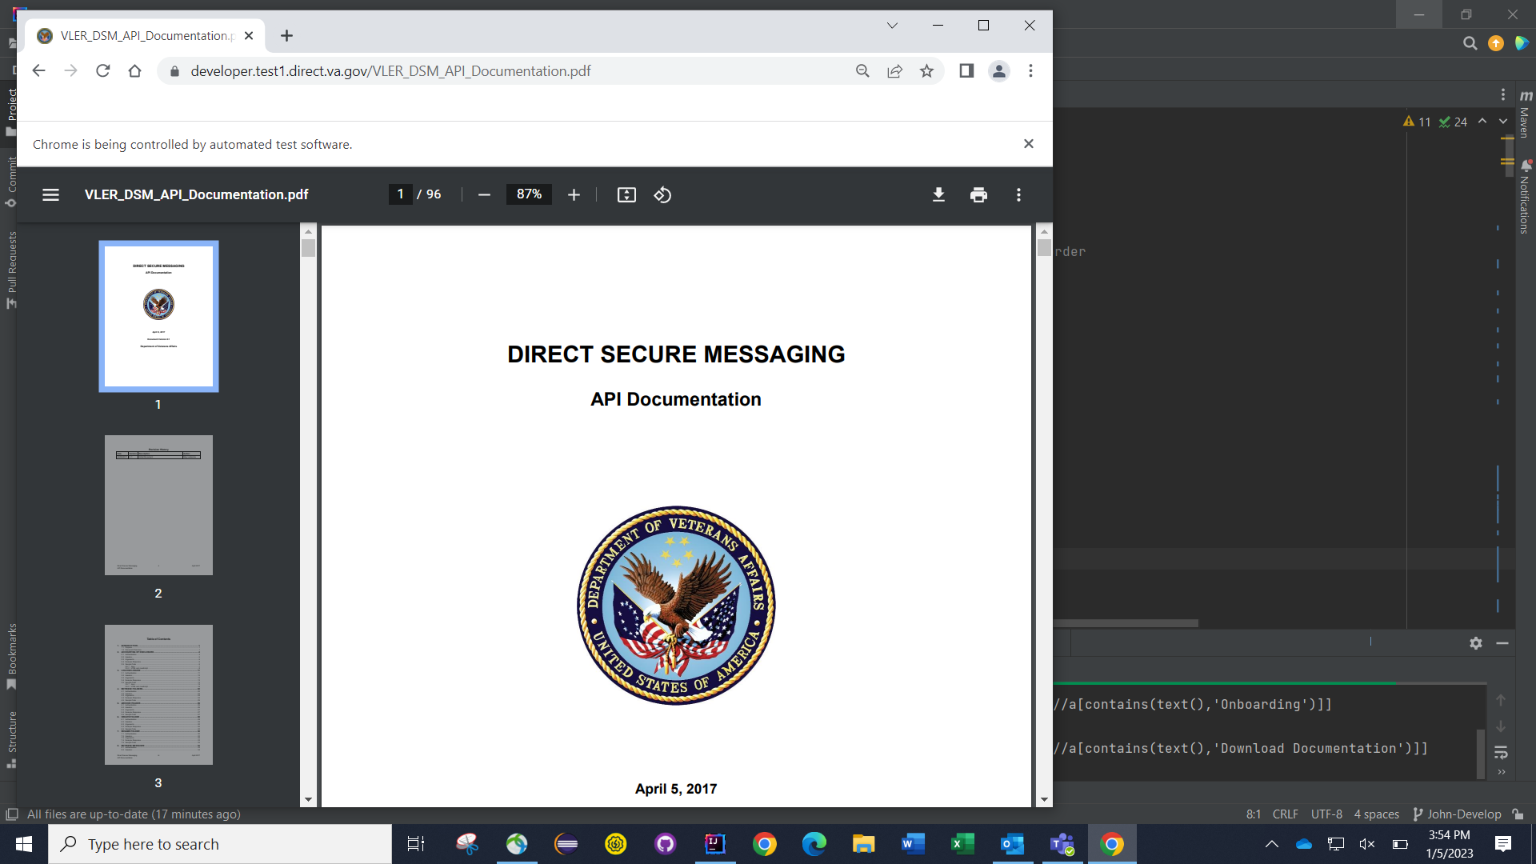 VLER_DSM_API_Documentation.p
developer.test1.direct.va.gov/VLER_DSM_API_Documentation.pdf
Chrome is being controlled by automated test software.
VLER_DSM_API_Documentation.pdf
1 / 96
87%
1
2
3
DIRECT SECURE MESSAGING
API Documentation
DEPARTMENT OF VETERANS AFFAIRS
UNITED STATES OF AMERICA
April 5, 2017
Project
Commit
Pull Requests
Bookmarks
Structure
11
24
m
Maven
Notifications
rder
//a[contains(text(),'Onboarding')]]
//a[contains(text(),'Download Documentation')]]
All files are up-to-date (17 minutes ago)
8:1 CRLF UTF-8 4 spaces John-Develop
Type here to search
3:54 PM
1/5/2023